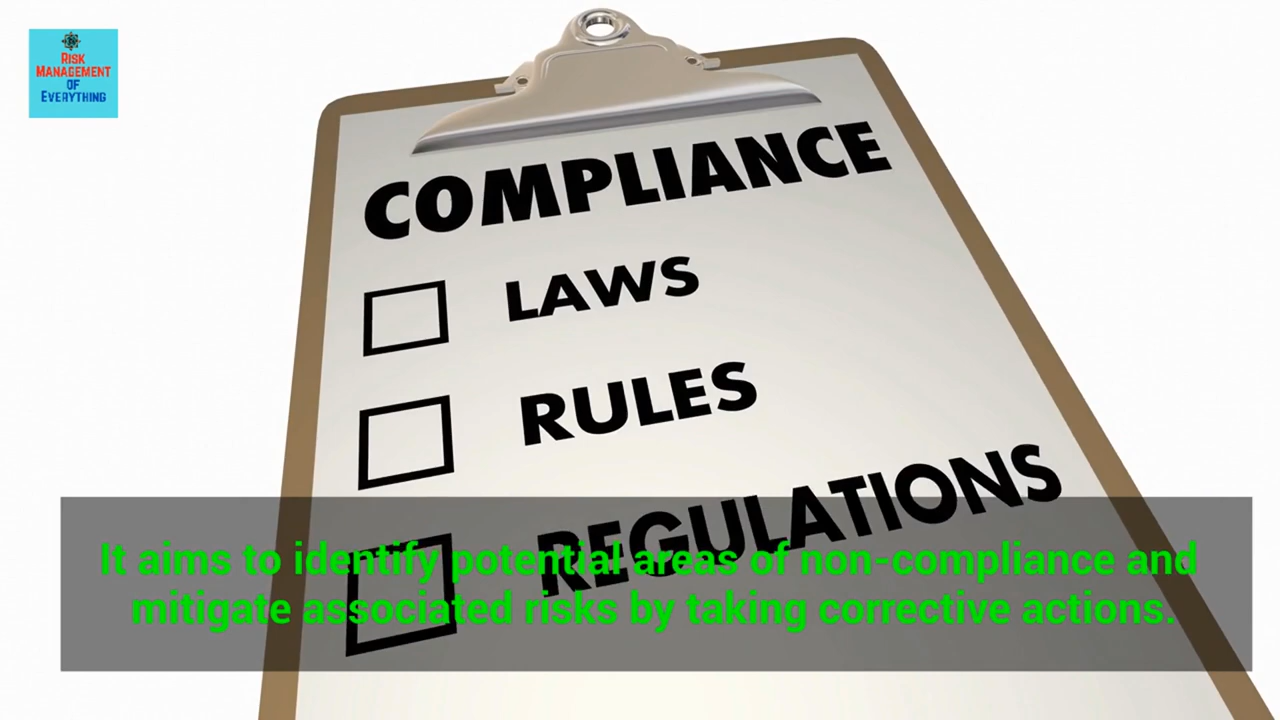 RISK
MANAGEMENT
OF
EVERYTHING
COMPLIANCE
LAWS
RULES
REGULATIONS
It aims to identify potential areas of non-compliance and
mitigate associated risks by taking corrective actions.